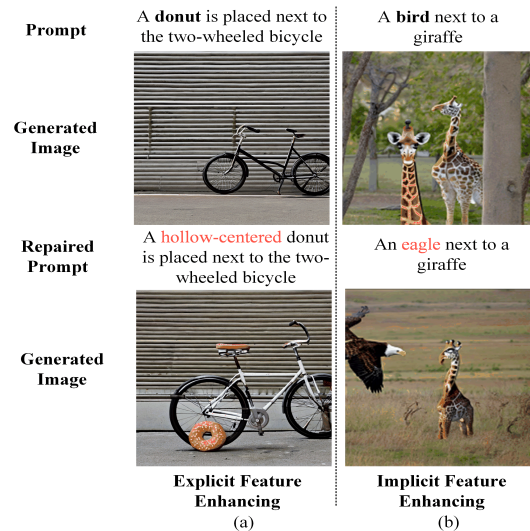 Prompt
A donut is placed next to
the two-wheeled bicycle
A bird next to a
giraffe
Generated
Image
Repaired
Prompt
A hollow-centered donut
is placed next to the two-
wheeled bicycle
An eagle next to a
giraffe
Generated
Image
Explicit Feature
Enhancing
(a)
Implicit Feature
Enhancing
(b)